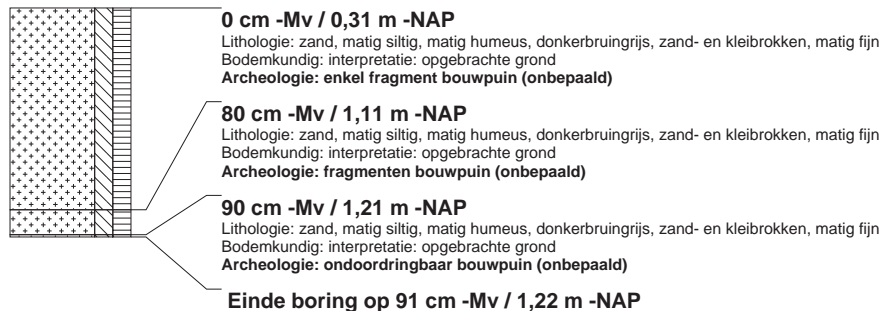 0 cm -Mv / 0,31 m -NAP
Lithologie: zand, matig siltig, matig humeus, donkerbruingrijs, zand- en kleibrokken, matig fijn
Bodemkundig: interpretatie: opgebrachte grond
Archeologie: enkel fragment bouwpuin (onbepaald)
80 cm -Mv / 1,11 m -NAP
Lithologie: zand, matig siltig, matig humeus, donkerbruingrijs, zand- en kleibrokken, matig fijn
Bodemkundig: interpretatie: opgebrachte grond
Archeologie: fragmenten bouwpuin (onbepaald)
90 cm -Mv / 1,21 m -NAP
Lithologie: zand, matig siltig, matig humeus, donkerbruingrijs, zand- en kleibrokken, matig fijn
Bodemkundig: interpretatie: opgebrachte grond
Archeologie: ondoordringbaar bouwpuin (onbepaald)
Einde boring op 91 cm -Mv / 1,22 m -NAP